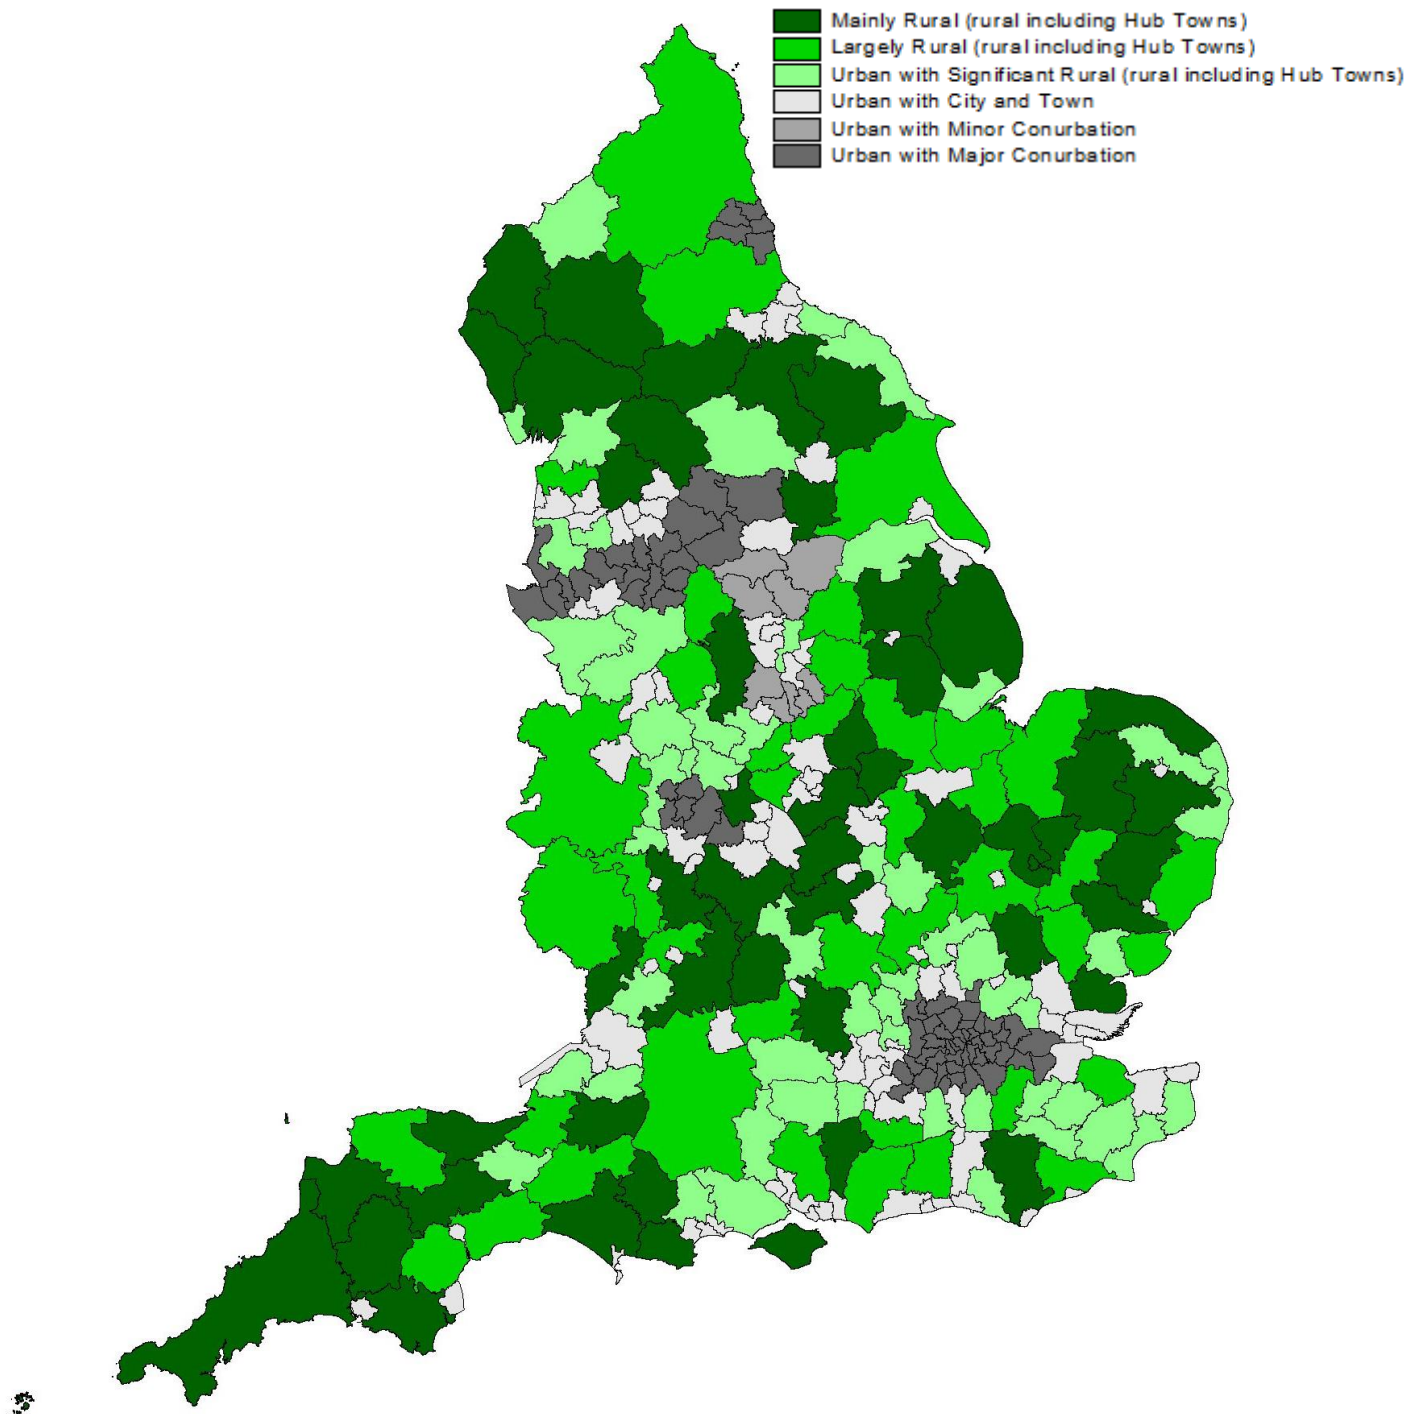 Mainly Rural (rural including Hub Towns)
Largely Rural (rural including Hub Towns)
Urban with Significant Rural (rural including Hub Towns)
Urban with City and Town
Urban with Minor Conurbation
Urban with Major Conurbation